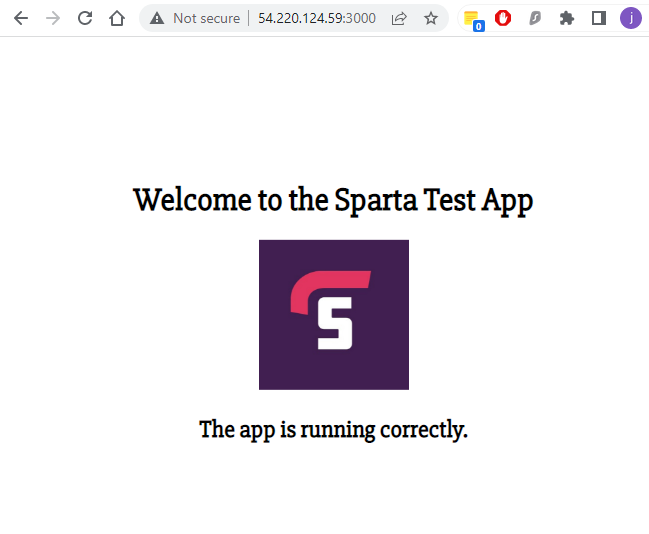 Not secure | 54.220.124.59:3000
0
j
Welcome to the Sparta Test App
S
The app is running correctly.